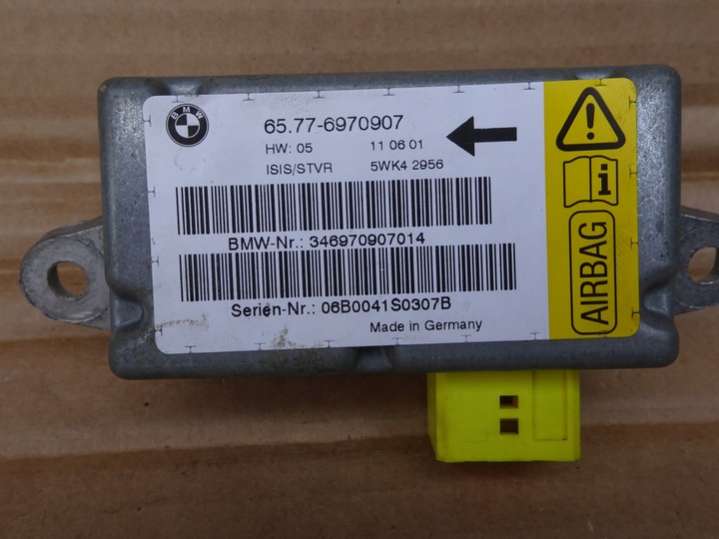 BMW
65.77-6970907
HW: 05 11 06 01
ISIS/STVR 5WK4 2956
BMW-Nr.: 346970907014
Serien-Nr.: 06B0041S0307B
Made in Germany
AIRBAG